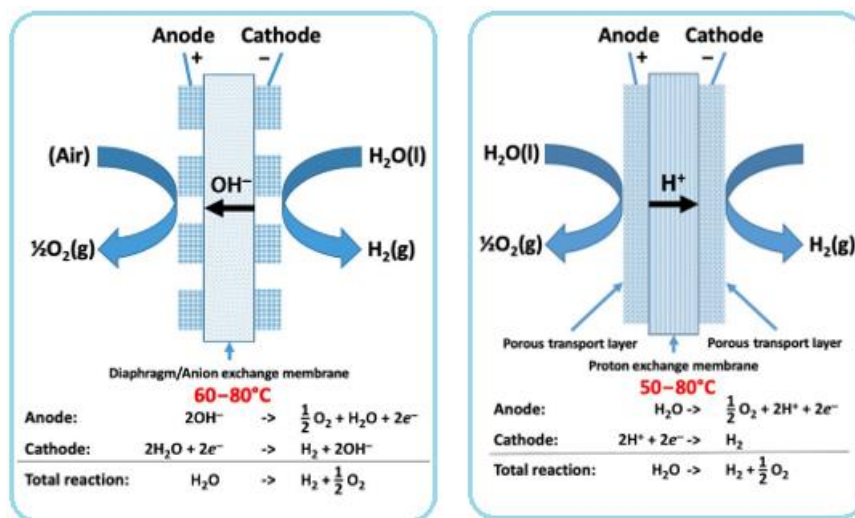 Anode Cathode
+ −
(Air) H₂O(l)
OH⁻
½O₂(g) H₂(g)
Diaphragm/Anion exchange membrane
60–80°C
Anode: 2OH⁻ -> ½ O₂ + H₂O + 2e⁻
Cathode: 2H₂O + 2e⁻ -> H₂ + 2OH⁻
Total reaction: H₂O -> H₂ + ½ O₂
Anode Cathode
+ −
H₂O(l)
H⁺
½O₂(g) H₂(g)
Porous transport layer Porous transport layer
Proton exchange membrane
50–80°C
Anode: H₂O -> ½ O₂ + 2H⁺ + 2e⁻
Cathode: 2H⁺ + 2e⁻ -> H₂
Total reaction: H₂O -> H₂ + ½ O₂